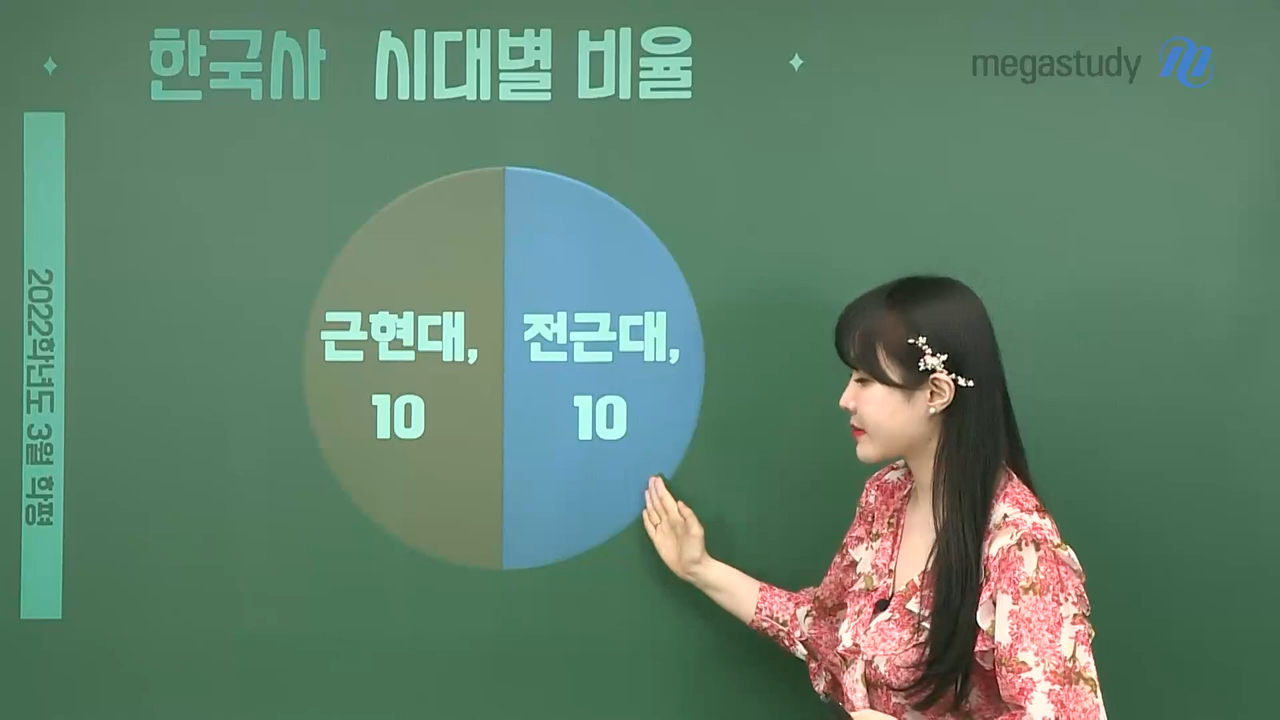 한국사 시대별 비율
megastudy
2022학년도 3월 학평
근현대,
10
전근대,
10